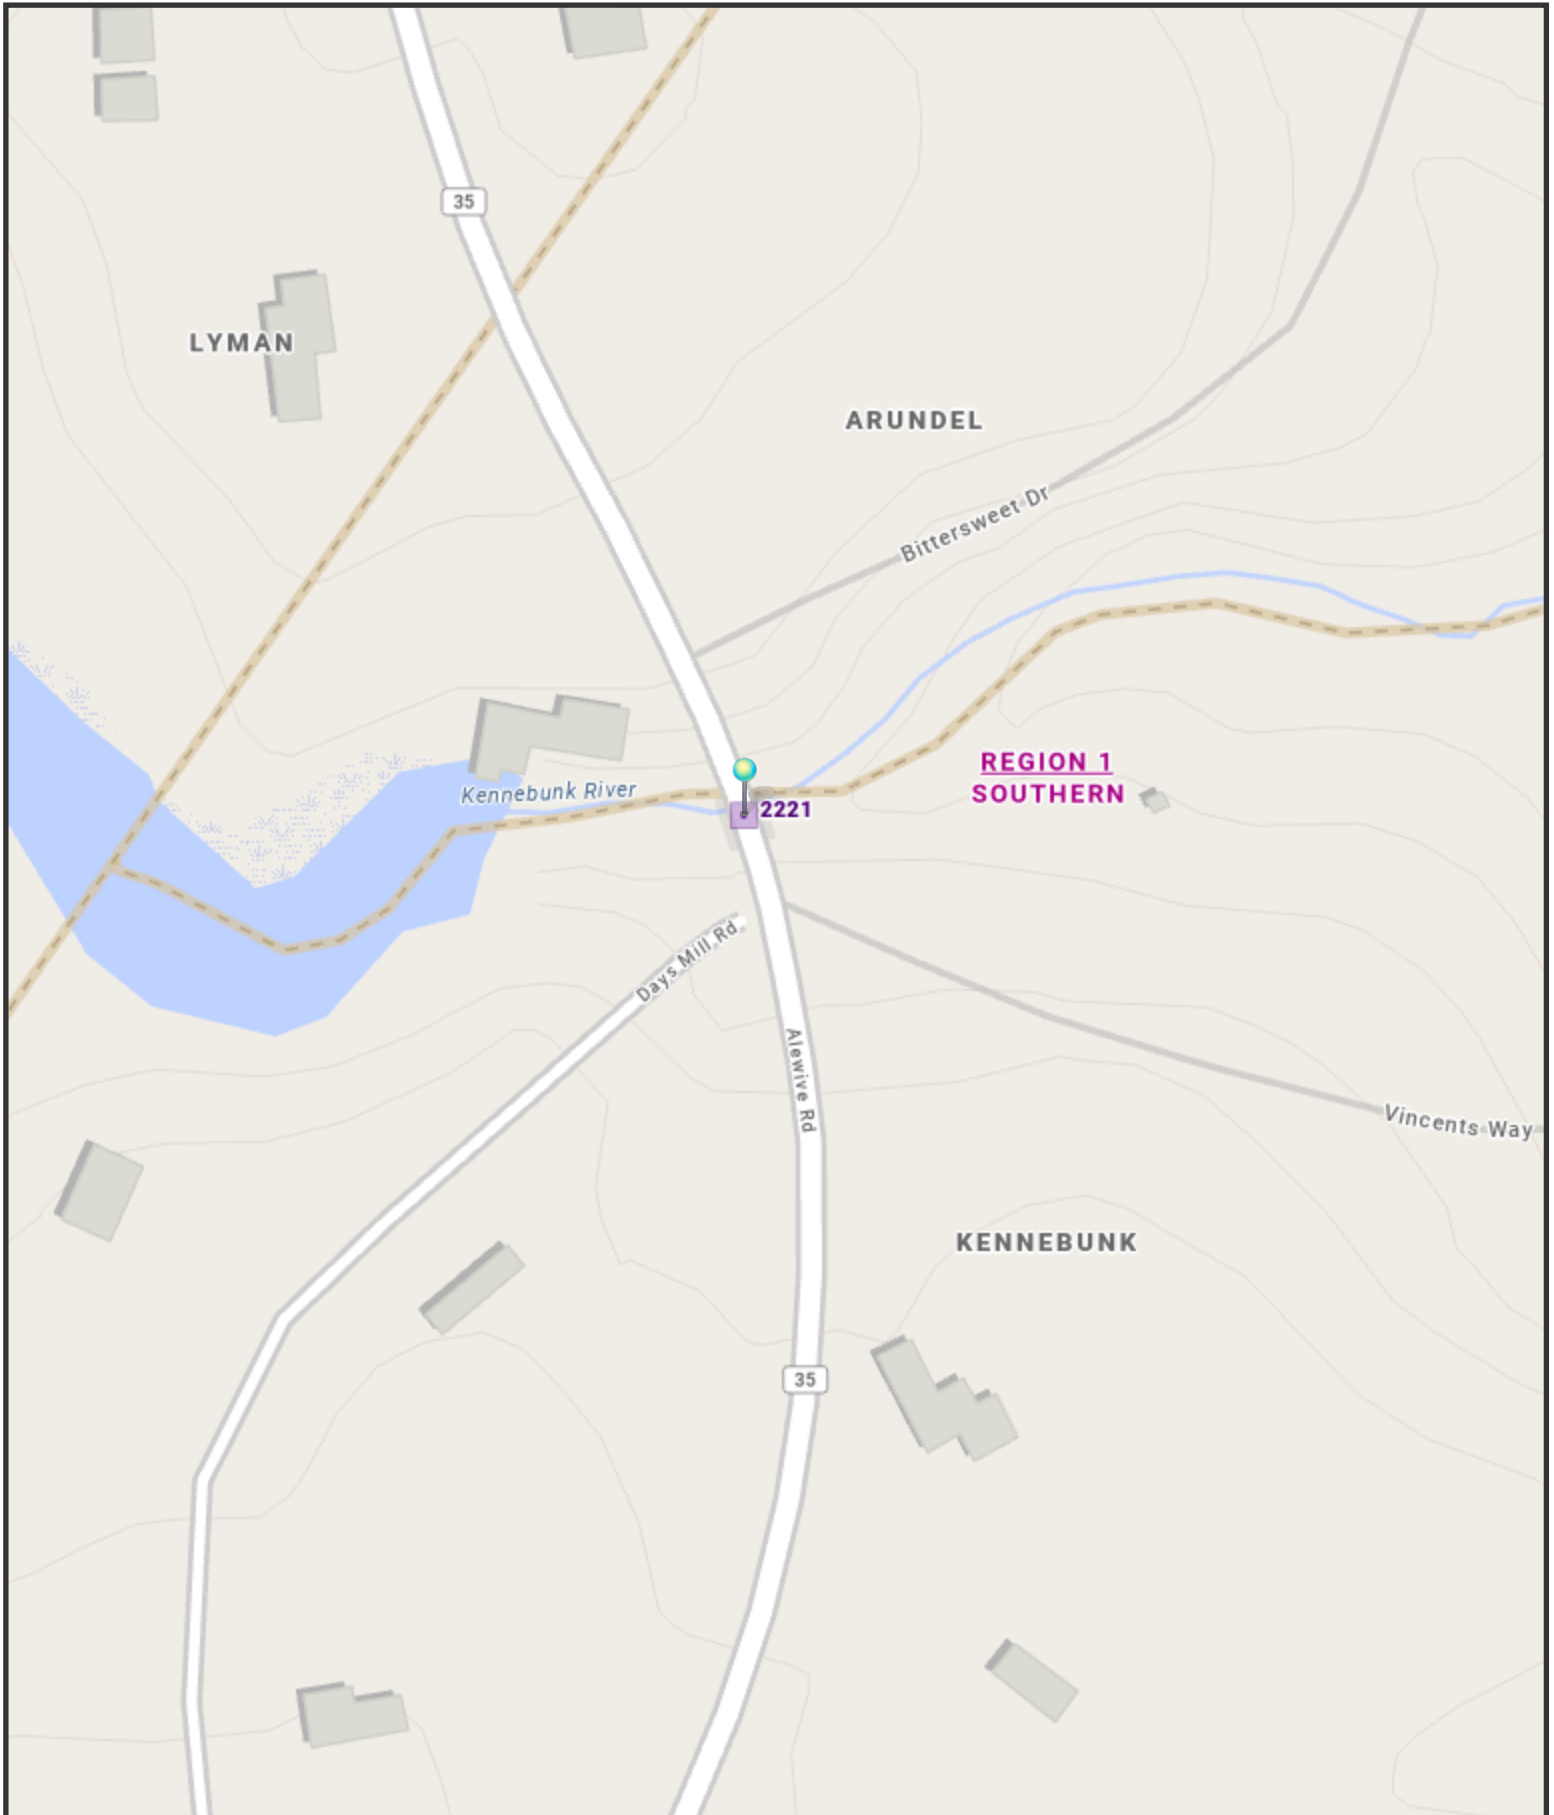 35
LYMAN
ARUNDEL
Bittersweet Dr
REGION 1
SOUTHERN
Kennebunk River
2221
Days Mill Rd
Alewive Rd
Vincents Way
KENNEBUNK
35